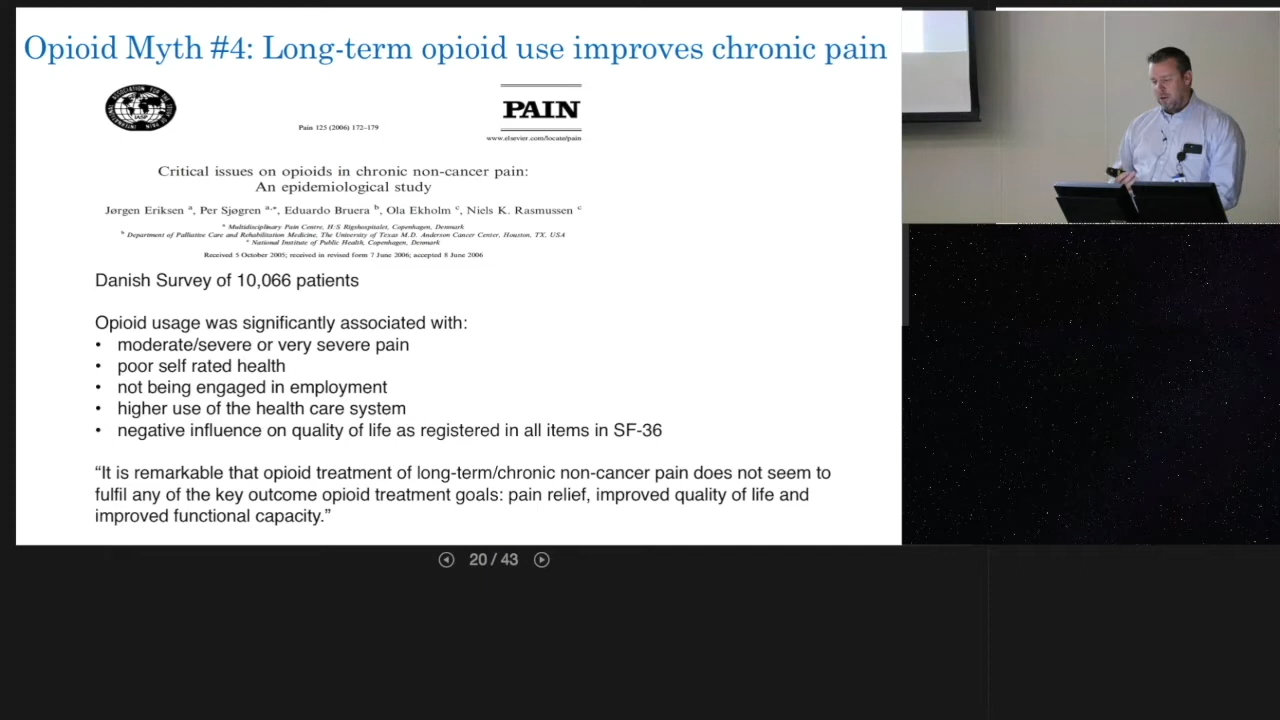 Opioid Myth #4: Long-term opioid use improves chronic pain
PAIN
Pain 125 (2006) 172–179
www.elsevier.com/locate/pain
Critical issues on opioids in chronic non-cancer pain:
An epidemiological study
Jørgen Eriksen a, Per Sjøgren a,*, Eduardo Bruera b, Ola Ekholm c, Niels K. Rasmussen c
a Multidisciplinary Pain Centre, H:S Rigshospitalet, Copenhagen, Denmark
b Department of Palliative Care and Rehabilitation Medicine, The University of Texas M.D. Anderson Cancer Center, Houston, TX, USA
c National Institute of Public Health, Copenhagen, Denmark
Received 5 October 2005; received in revised form 7 June 2006; accepted 8 June 2006
Danish Survey of 10,066 patients
Opioid usage was significantly associated with:
• moderate/severe or very severe pain
• poor self rated health
• not being engaged in employment
• higher use of the health care system
• negative influence on quality of life as registered in all items in SF-36
“It is remarkable that opioid treatment of long-term/chronic non-cancer pain does not seem to
fulfil any of the key outcome opioid treatment goals: pain relief, improved quality of life and
improved functional capacity.”
20 / 43